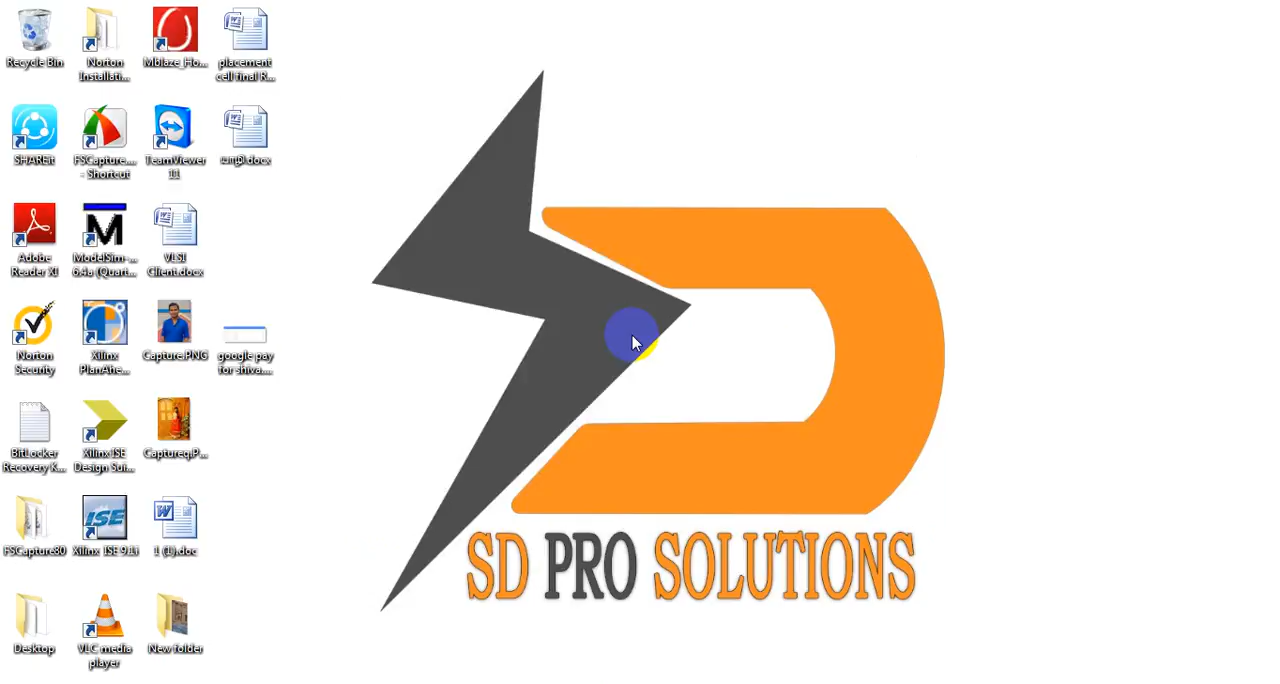 Recycle Bin
Norton
Installati...
Mblaze_Ho...
placement
cell final R...
SHAREit
FSCapture....
- Shortcut
TeamViewer
11
Adobe
Reader XI
ModelSim-...
6.4a (Quart...
VLSI
Client.docx
Norton
Security
Xilinx
PlanAhe...
Capture.PNG
google pay
for shiva....
BitLocker
Recovery K...
Xilinx ISE
Design Sui...
Captureq.P...
FSCapture80
ISE
Xilinx ISE 9.1i
1 (1).doc
Desktop
VLC media
player
New folder
SD PRO SOLUTIONS